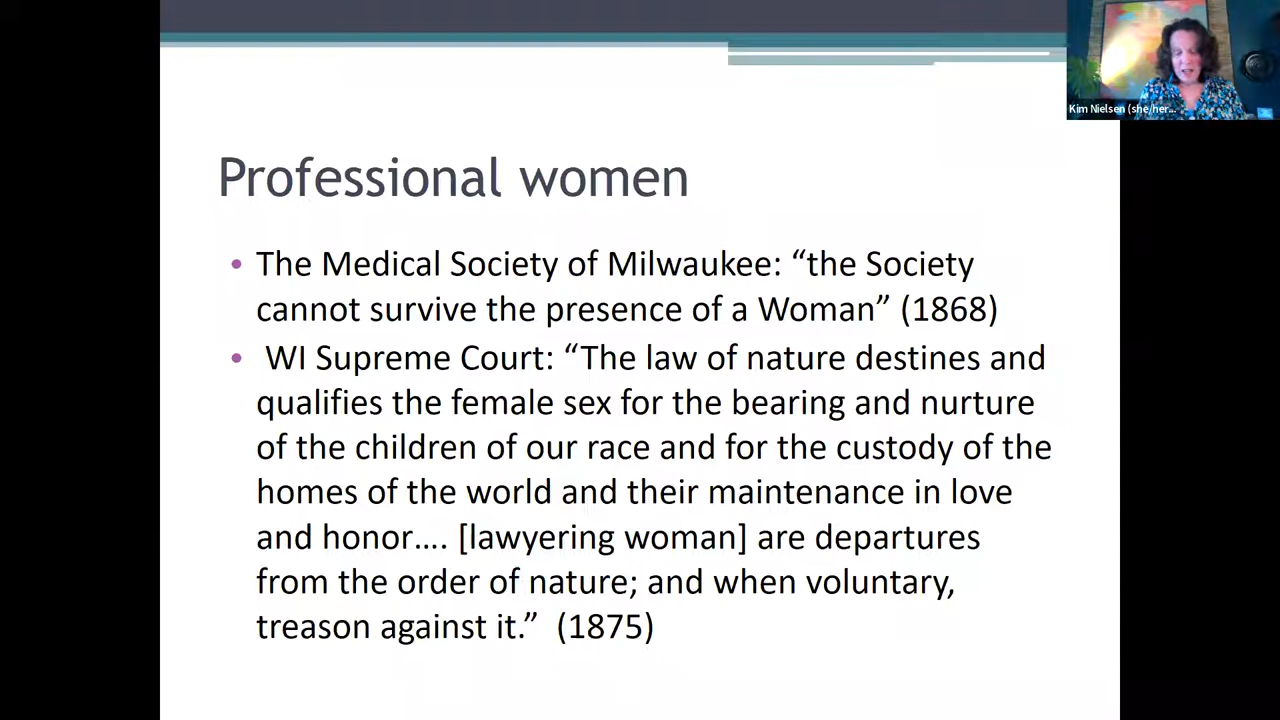 Kim Nielsen (she/her...
Professional women
• The Medical Society of Milwaukee: “the Society
cannot survive the presence of a Woman” (1868)
• WI Supreme Court: “The law of nature destines and
qualifies the female sex for the bearing and nurture
of the children of our race and for the custody of the
homes of the world and their maintenance in love
and honor…. [lawyering woman] are departures
from the order of nature; and when voluntary,
treason against it.” (1875)